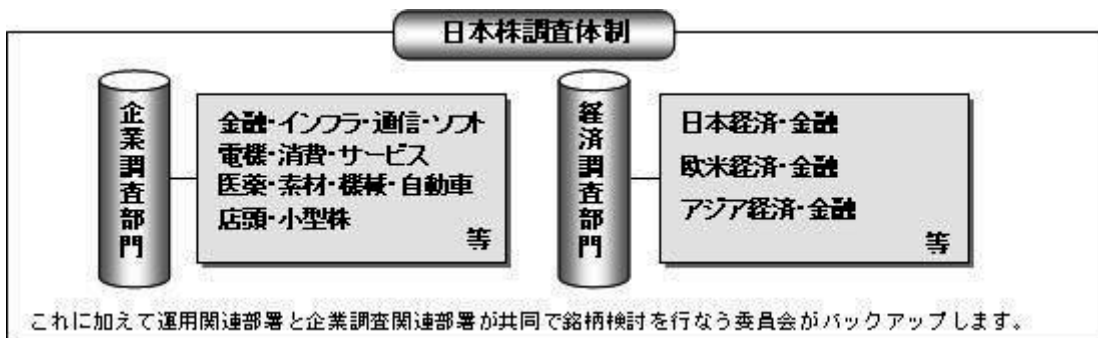 日本株調査体制
企業調査部門
金融・インフラ・通信・ソフト
電機・消費・サービス
医薬・素材・機械・自動車
店頭・小型株
等
経済調査部門
日本経済・金融
欧米経済・金融
アジア経済・金融
等
これに加えて運用関連部署と企業調査関連部署が共同で銘柄検討を行なう委員会がバックアップします。